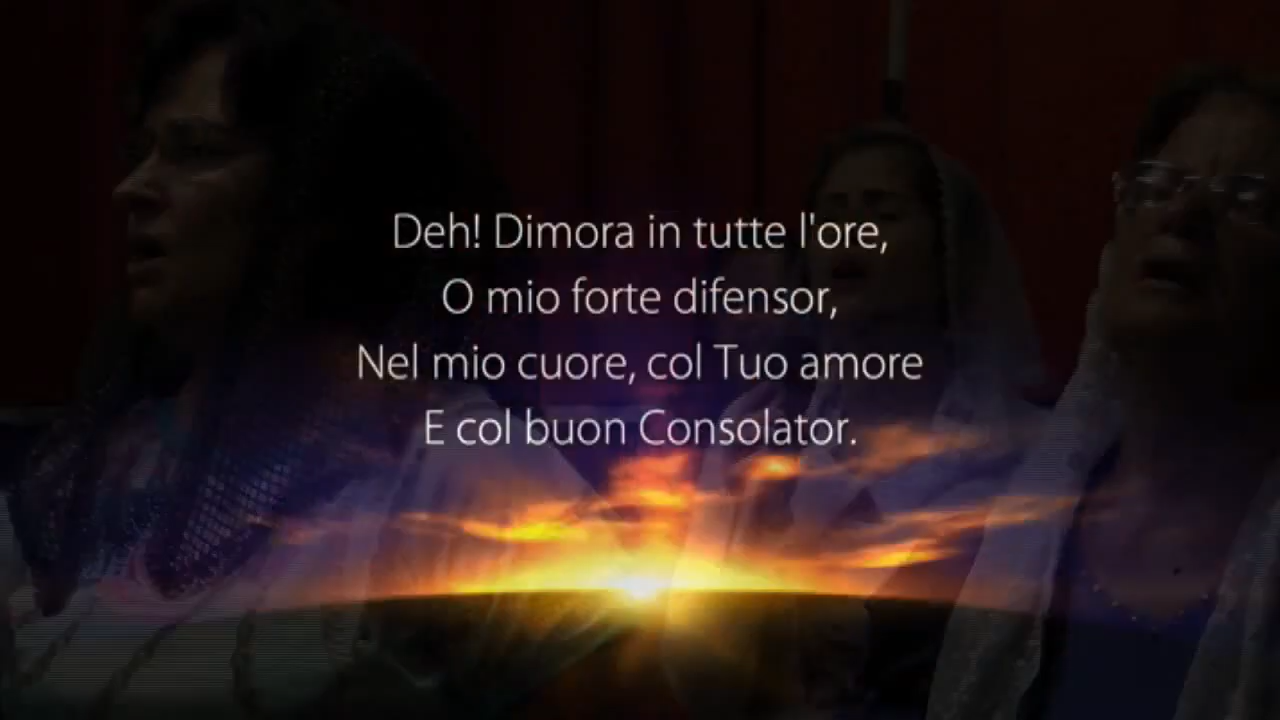 Deh! Dimora in tutte l'ore,
O mio forte difensor,
Nel mio cuore, col Tuo amore
E col buon Consolator.